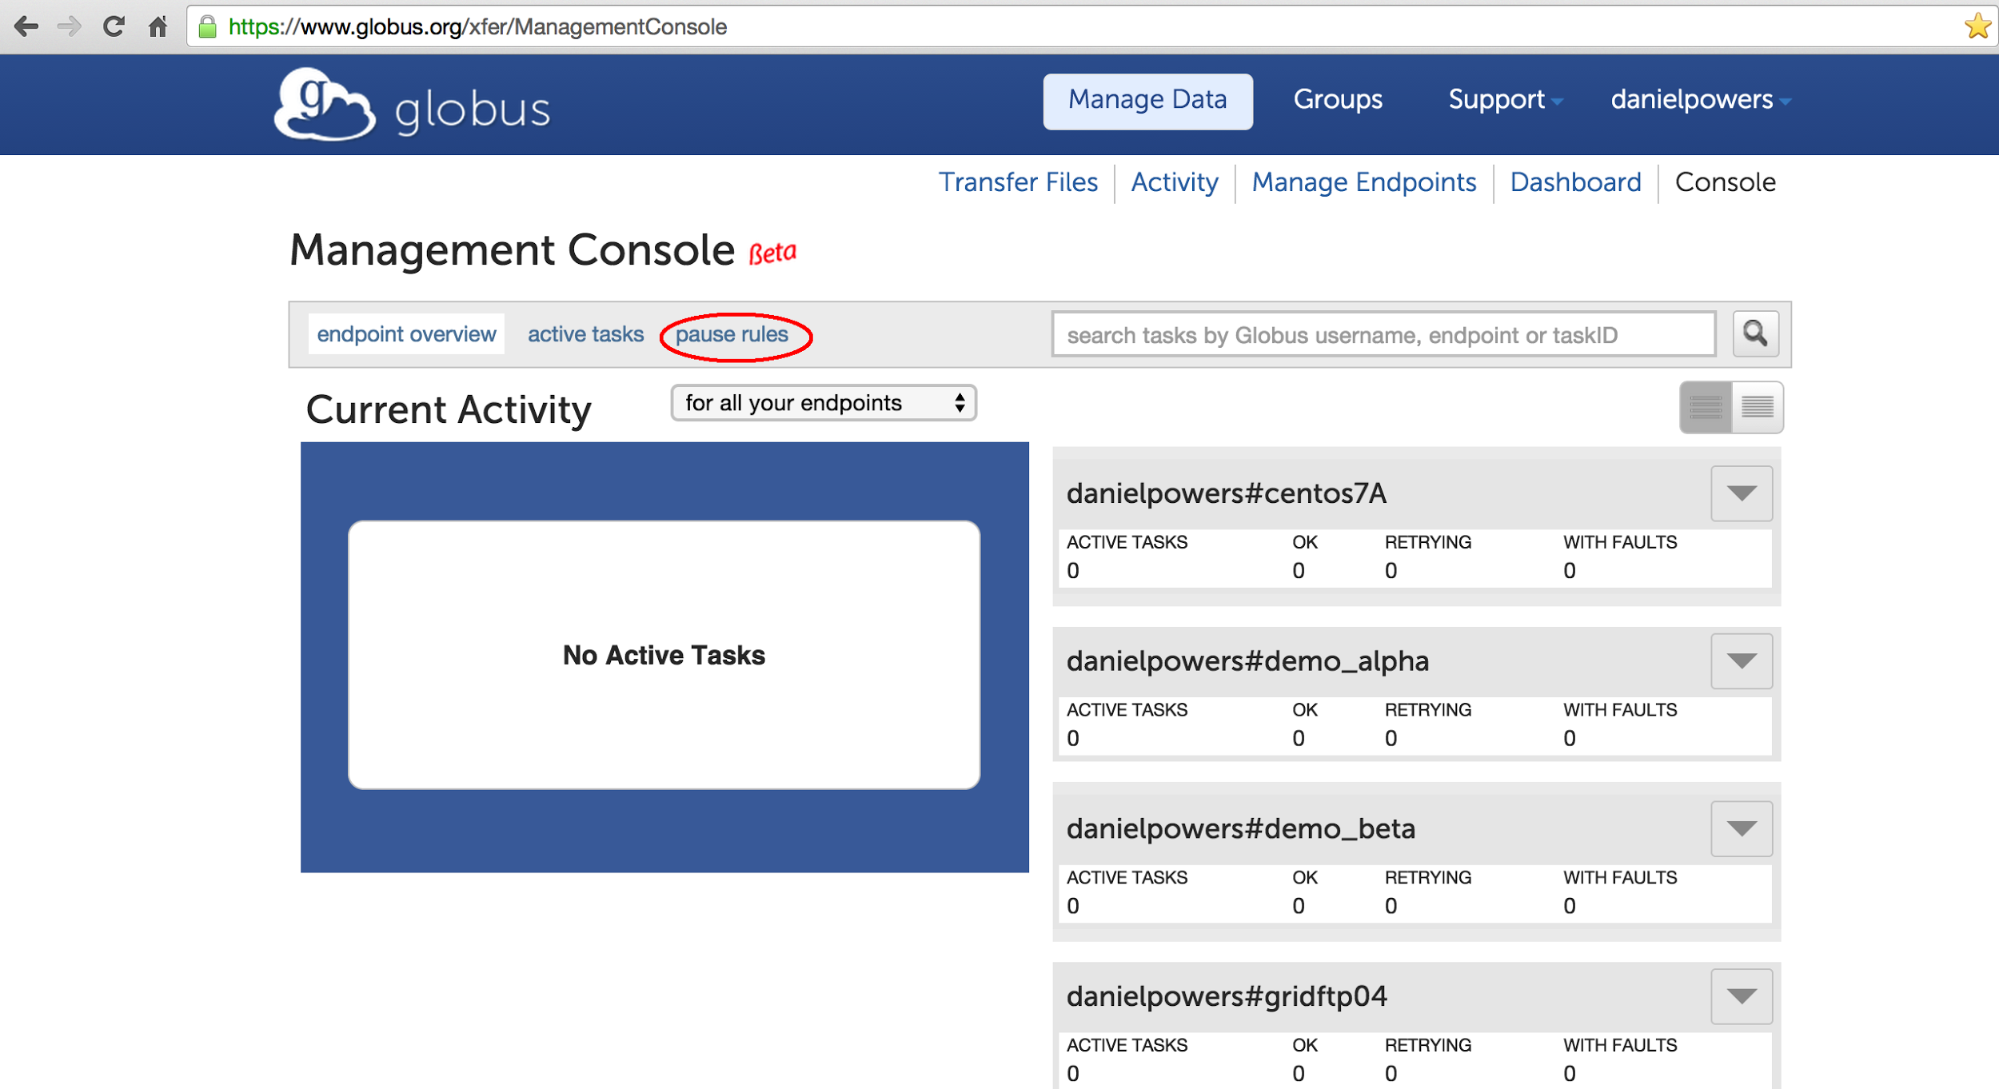 https://www.globus.org/xfer/ManagementConsole
g globus
Manage Data Groups Support danielpowers
Transfer Files Activity Manage Endpoints Dashboard Console
Management Console ßeta
endpoint overview active tasks pause rules search tasks by Globus username, endpoint or taskID
Current Activity for all your endpoints
No Active Tasks
danielpowers#centos7A
ACTIVE TASKS OK RETRYING WITH FAULTS
0 0 0 0
danielpowers#demo_alpha
ACTIVE TASKS OK RETRYING WITH FAULTS
0 0 0 0
danielpowers#demo_beta
ACTIVE TASKS OK RETRYING WITH FAULTS
0 0 0 0
danielpowers#gridftp04
ACTIVE TASKS OK RETRYING WITH FAULTS
0 0 0 0